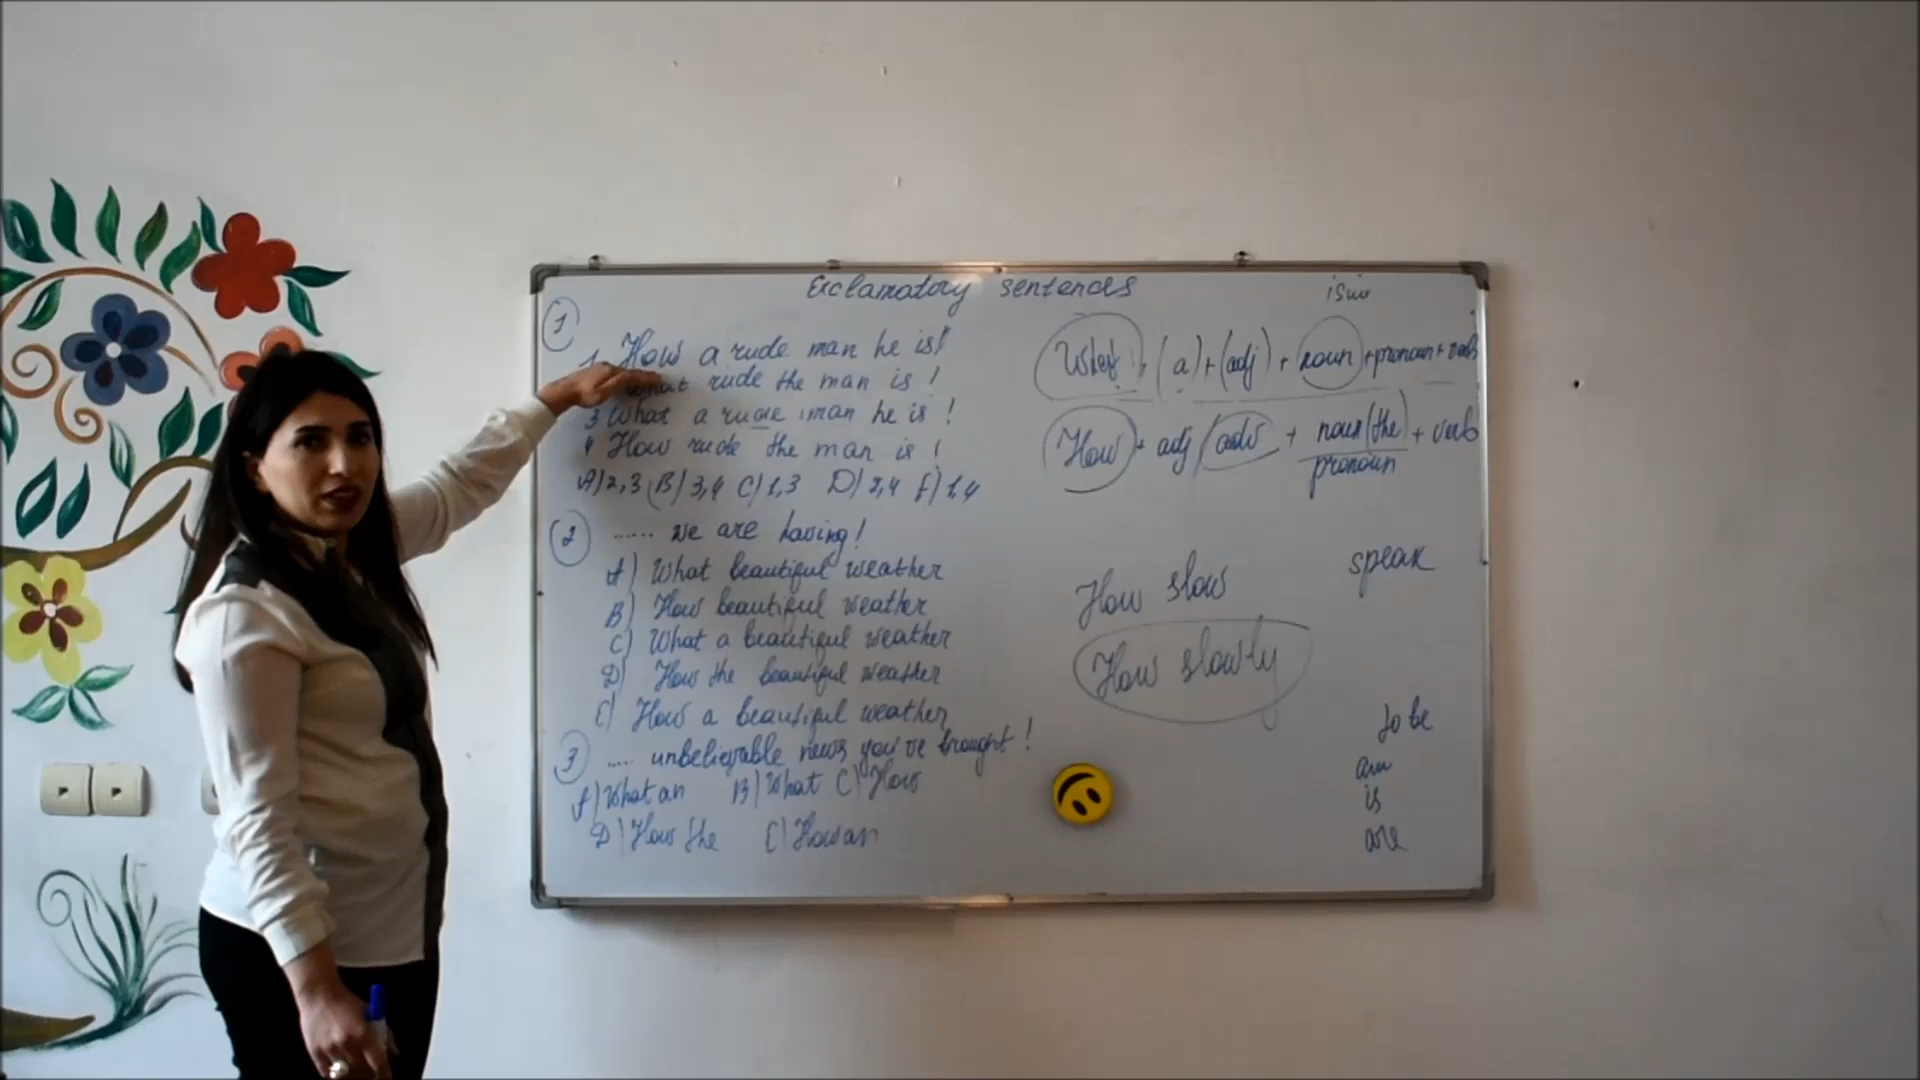 Exclamatory sentences
isim
1
1 How a rude man he is!
What rude the man is!
3 What a rude man he is!
4 How rude the man is!
A) 2,3 B) 3,4 C) 1,3 D) 2,4 E) 1,4
2 ...... we are having!
A) What beautiful weather
B) How beautiful weather
C) What a beautiful weather
D) How the beautiful weather
E) How a beautiful weather
3 ..... unbelievable news you've brought!
A) What an B) What C) How
D) How the E) How an
What + (a) + (adj) + noun + pronoun + verb
How + adj / adv + noun (the) + verb
pronoun
How slow
How slowly
speak
to be
am
is
are